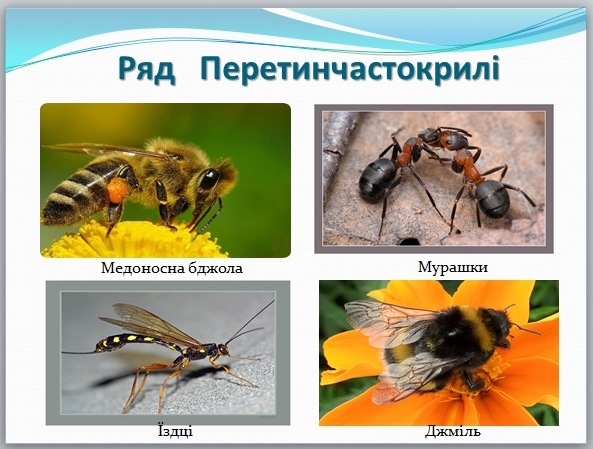 Ряд Перетинчастокрилі
Медоносна бджола
Мурашки
Їздці
Джміль